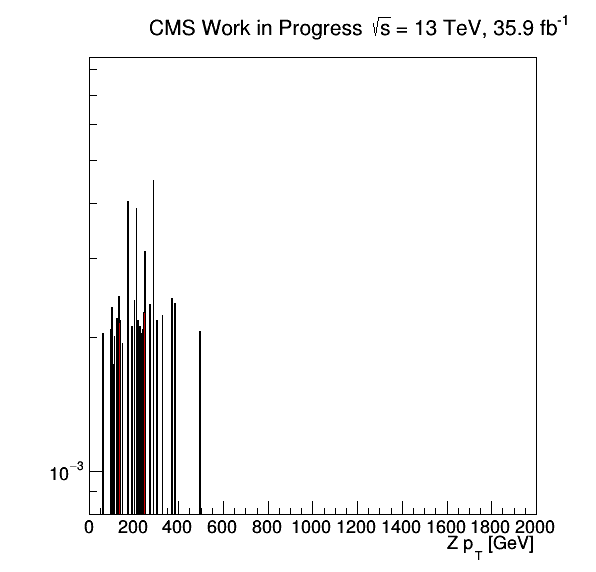 CMS Work in Progress √s = 13 TeV, 35.9 fb⁻¹
10⁻³
0 200 400 600 800 1000 1200 1400 1600 1800 2000
Z p_T [GeV]